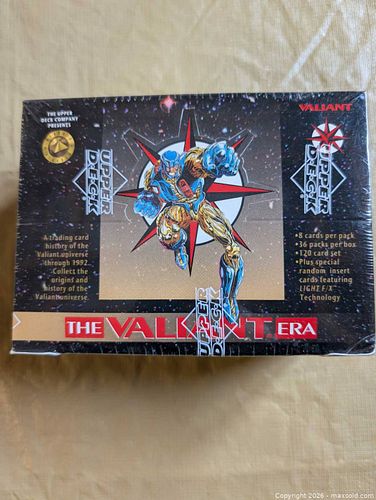 THE UPPER
DECK COMPANY
PRESENTS
VALIANT
UPPER
DECK
UPPER
DECK
A trading card
history of the
Valiant universe
through 1992.
Collect the
origins and
history of the
Valiant universe.
•8 cards per pack
•36 packs per box
•120 card set
•Plus special
random insert
cards featuring
LIGHT F/X™
Technology
UPPER
DECK
THE VALIANT ERA
Copyright 2026 - maxsold.com